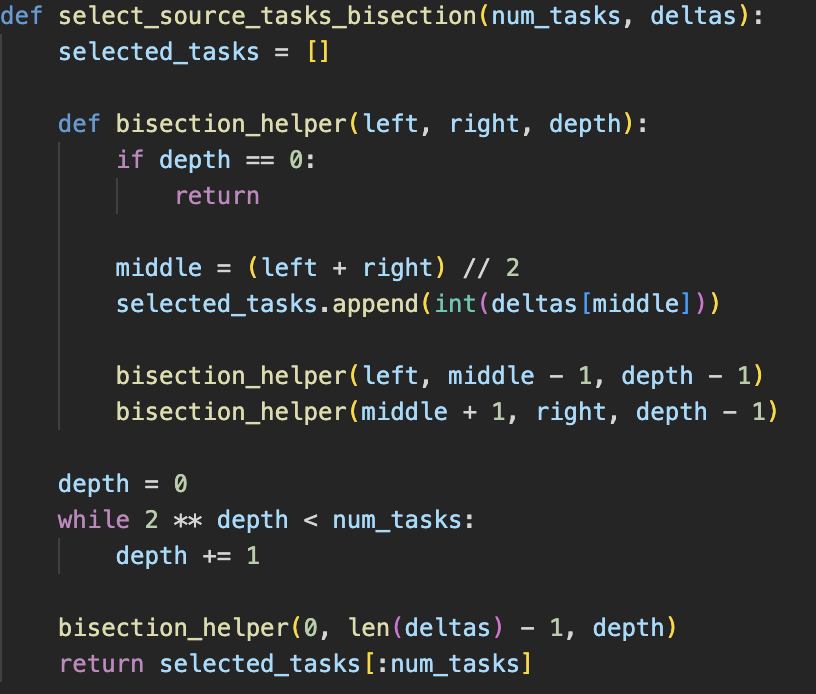 def select_source_tasks_bisection(num_tasks, deltas):
    selected_tasks = []

    def bisection_helper(left, right, depth):
        if depth == 0:
            return

        middle = (left + right) // 2
        selected_tasks.append(int(deltas[middle]))

        bisection_helper(left, middle - 1, depth - 1)
        bisection_helper(middle + 1, right, depth - 1)

    depth = 0
    while 2 ** depth < num_tasks:
        depth += 1

    bisection_helper(0, len(deltas) - 1, depth)
    return selected_tasks[:num_tasks]